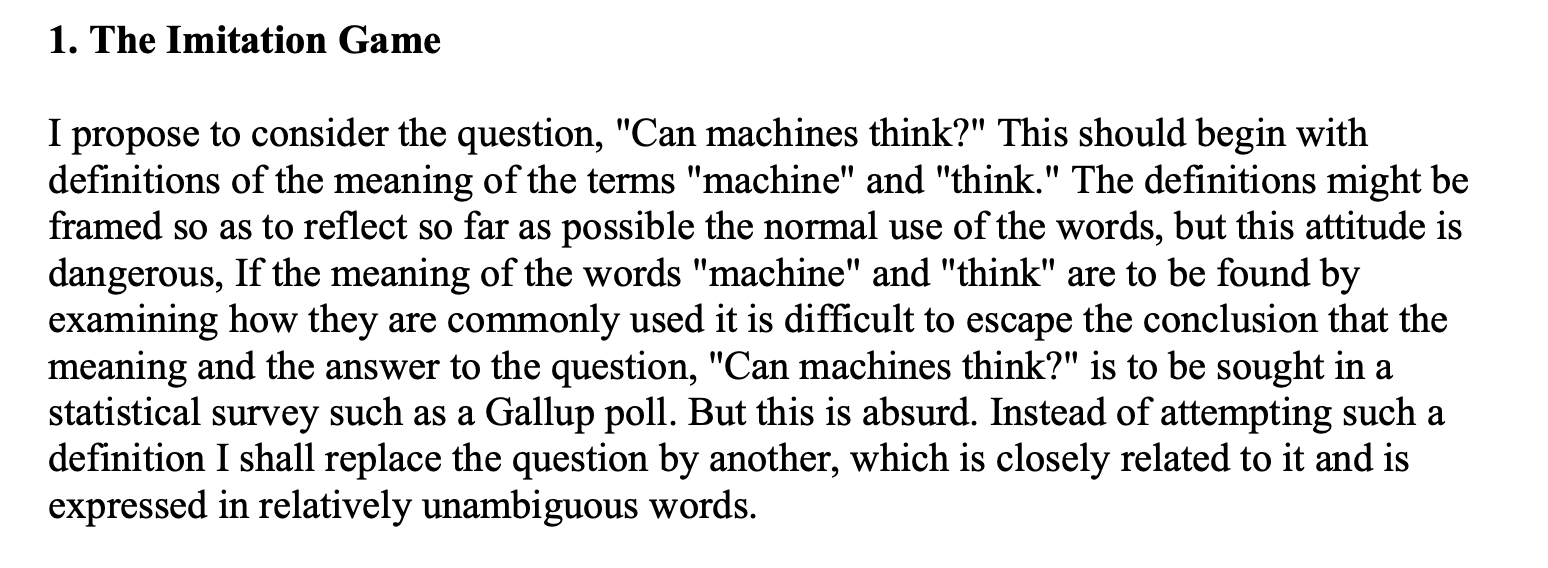 1. The Imitation Game
I propose to consider the question, "Can machines think?" This should begin with
definitions of the meaning of the terms "machine" and "think." The definitions might be
framed so as to reflect so far as possible the normal use of the words, but this attitude is
dangerous, If the meaning of the words "machine" and "think" are to be found by
examining how they are commonly used it is difficult to escape the conclusion that the
meaning and the answer to the question, "Can machines think?" is to be sought in a
statistical survey such as a Gallup poll. But this is absurd. Instead of attempting such a
definition I shall replace the question by another, which is closely related to it and is
expressed in relatively unambiguous words.